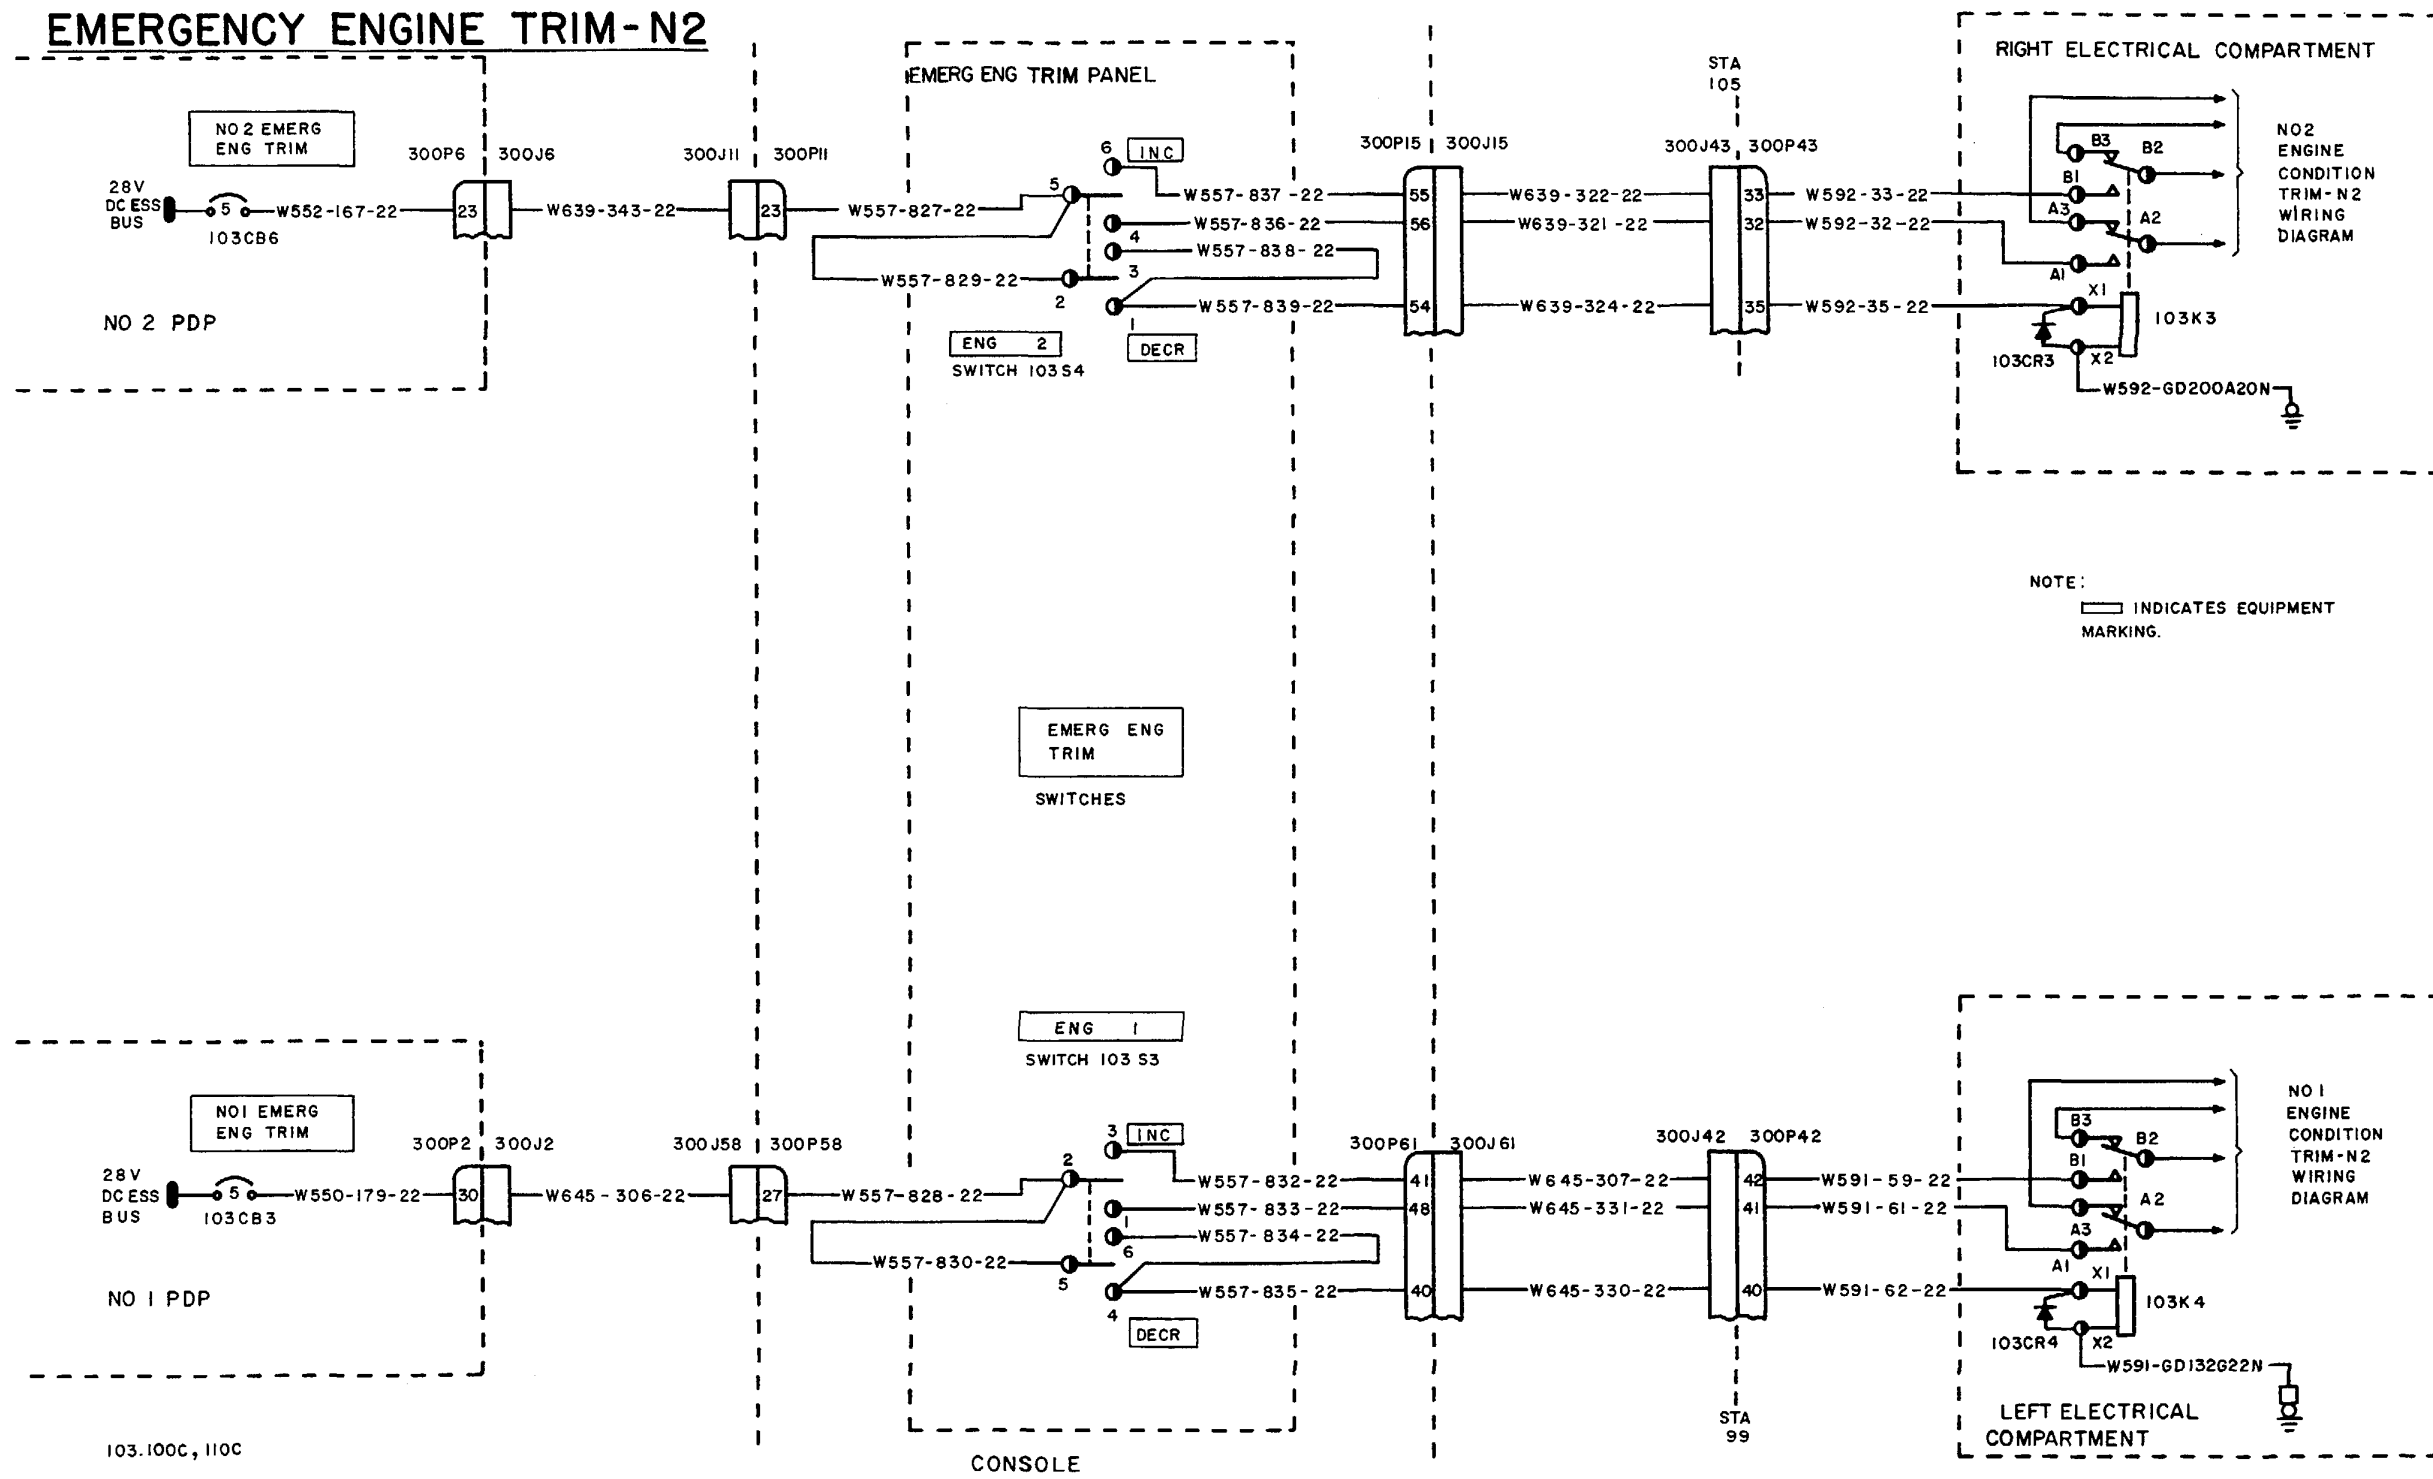 EMERGENCY ENGINE TRIM-N2
NO 2 EMERG
ENG TRIM
28V
DC ESS
BUS
5
103CB6
W552-167-22
300P6
300J6
23
W639-343-22
300J11
300P11
23
NO 2 PDP
EMERG ENG TRIM PANEL
W557-827-22
W557-829-22
5
2
6
INC
4
3
1
DECR
ENG 2
SWITCH 103S4
W557-837-22
W557-836-22
W557-838-22
W557-839-22
300P15
300J15
55
56
54
W639-322-22
W639-321-22
W639-324-22
STA
105
300J43
300P43
33
32
35
W592-33-22
W592-32-22
W592-35-22
RIGHT ELECTRICAL COMPARTMENT
B3
B2
B1
A3
A2
A1
X1
103K3
103CR3
X2
W592-GD200A20N
NO2
ENGINE
CONDITION
TRIM-N2
WIRING
DIAGRAM
NOTE:
INDICATES EQUIPMENT
MARKING.
EMERG ENG
TRIM
SWITCHES
ENG 1
SWITCH 103S3
NO1 EMERG
ENG TRIM
28V
DC ESS
BUS
5
103CB3
W550-179-22
300P2
300J2
30
W645-306-22
300J58
300P58
27
NO 1 PDP
W557-828-22
W557-830-22
2
5
3
INC
1
6
4
DECR
W557-832-22
W557-833-22
W557-834-22
W557-835-22
300P61
300J61
41
48
40
W645-307-22
W645-331-22
W645-330-22
300J42
300P42
42
41
40
W591-59-22
W591-61-22
W591-62-22
STA
99
B3
B2
B1
A2
A3
A1
X1
103K4
103CR4
X2
W591-GD132G22N
NO 1
ENGINE
CONDITION
TRIM-N2
WIRING
DIAGRAM
LEFT ELECTRICAL
COMPARTMENT
103.100C, 110C
CONSOLE